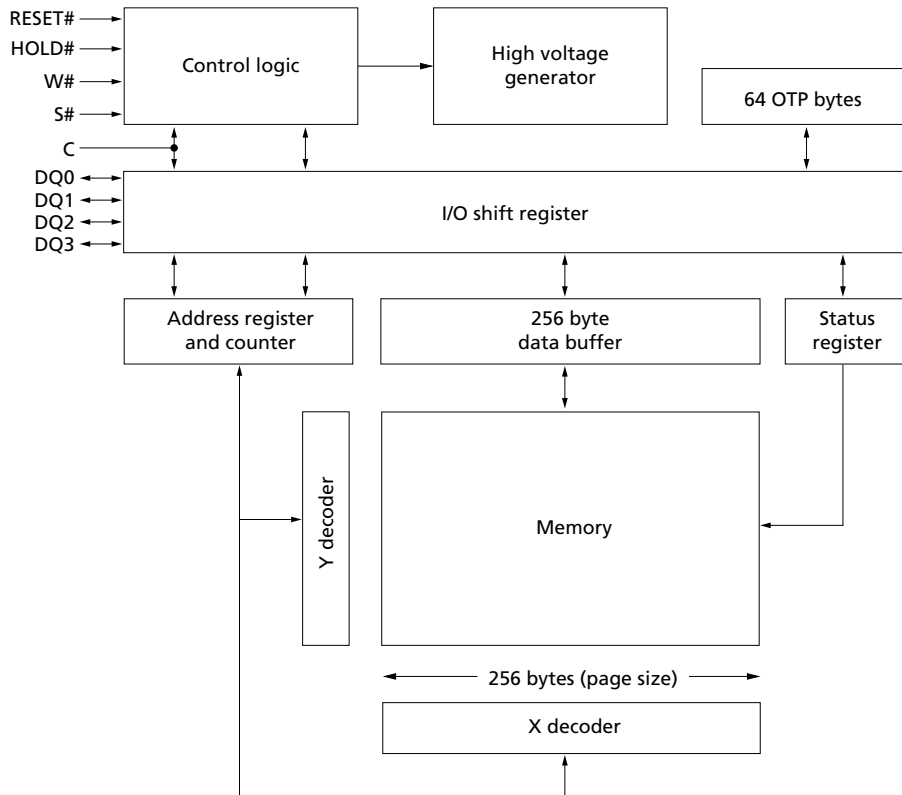 RESET#
HOLD#
W#
S#
C
Control logic
High voltage
generator
64 OTP bytes
DQ0
DQ1
DQ2
DQ3
I/O shift register
Address register
and counter
256 byte
data buffer
Status
register
Y decoder
Memory
256 bytes (page size)
X decoder